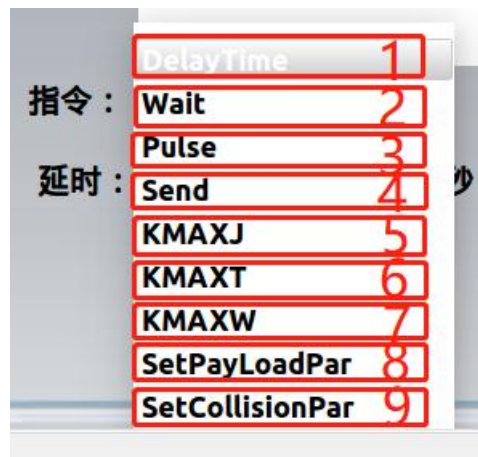 DelayTime 1
指令： Wait 2
Pulse 3
延时： Send 4 秒
KMAXJ 5
KMAXT 6
KMAXW 7
SetPayLoadPar 8
SetCollisionPar 9